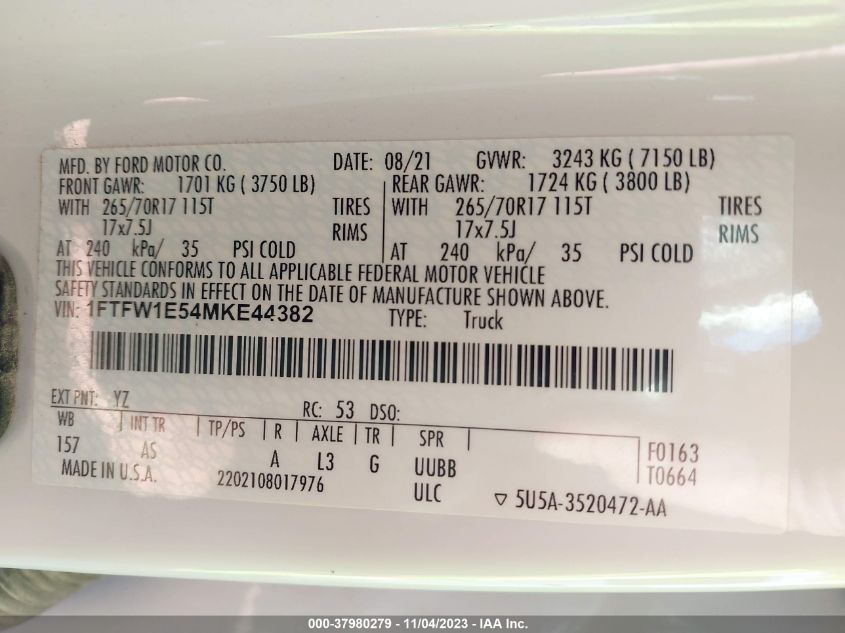 MFD. BY FORD MOTOR CO. DATE: 08/21 GVWR: 3243 KG ( 7150 LB)
FRONT GAWR: 1701 KG ( 3750 LB) REAR GAWR: 1724 KG ( 3800 LB)
WITH 265/70R17 115T TIRES WITH 265/70R17 115T TIRES
17x7.5J RIMS 17x7.5J RIMS
AT 240 kPa/ 35 PSI COLD AT 240 kPa/ 35 PSI COLD
THIS VEHICLE CONFORMS TO ALL APPLICABLE FEDERAL MOTOR VEHICLE
SAFETY STANDARDS IN EFFECT ON THE DATE OF MANUFACTURE SHOWN ABOVE.
VIN: 1FTFW1E54MKE44382 TYPE: Truck
EXT PNT: YZ RC: 53 DSO:
WB INT TR TP/PS R AXLE TR SPR F0163
157 AS A L3 G UUBB T0664
MADE IN U.S.A. 2202108017976 ULC ▽ 5U5A-3520472-AA
000-37980279 - 11/04/2023 - IAA Inc.